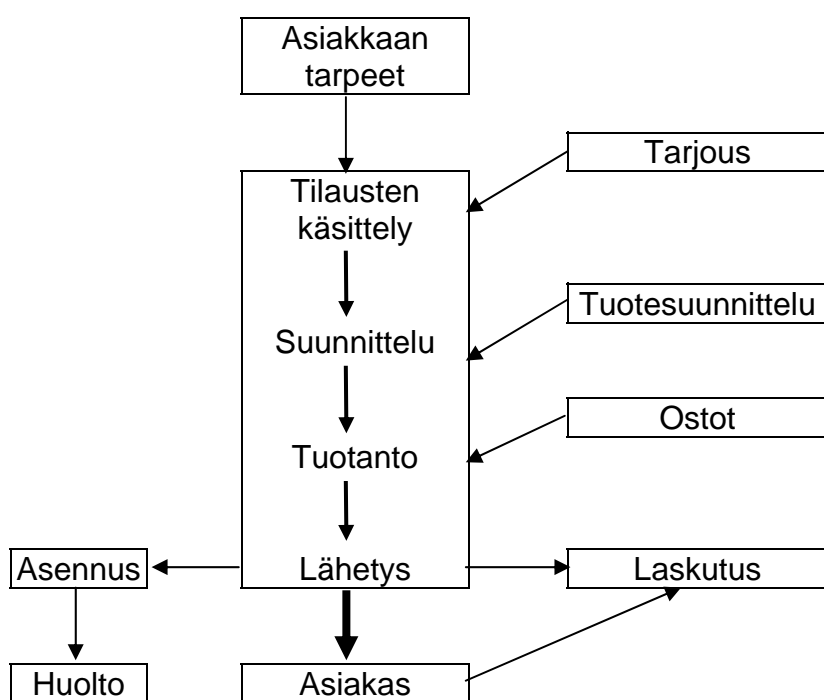 Asiakkaan
tarpeet
Tarjous
Tilausten
käsittely
Tuotesuunnittelu
Suunnittelu
Ostot
Tuotanto
Asennus
Lähetys
Laskutus
Huolto
Asiakas